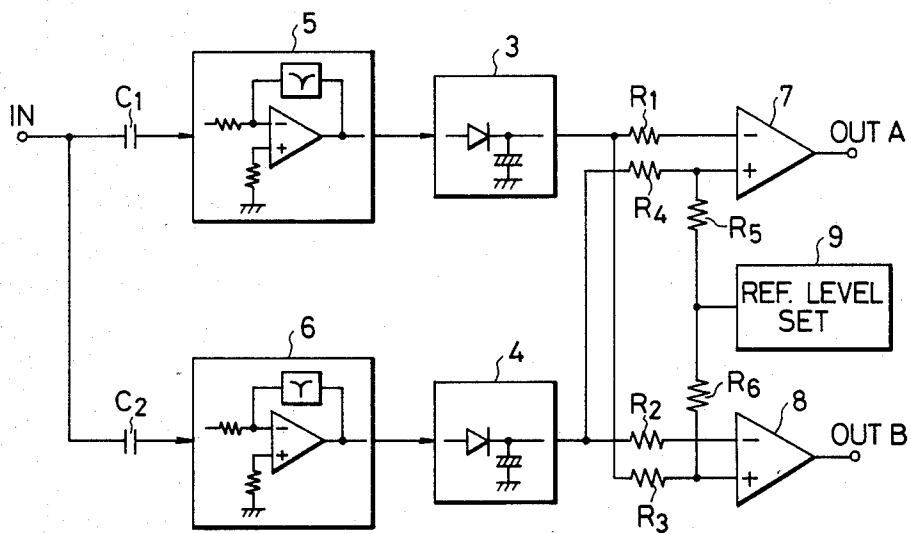 5
3
7
IN
C1
R1
OUT A
−
+
−
+
R4
R5
9
REF. LEVEL
SET
6
4
8
R6
C2
R2
OUT B
−
+
−
+
R3